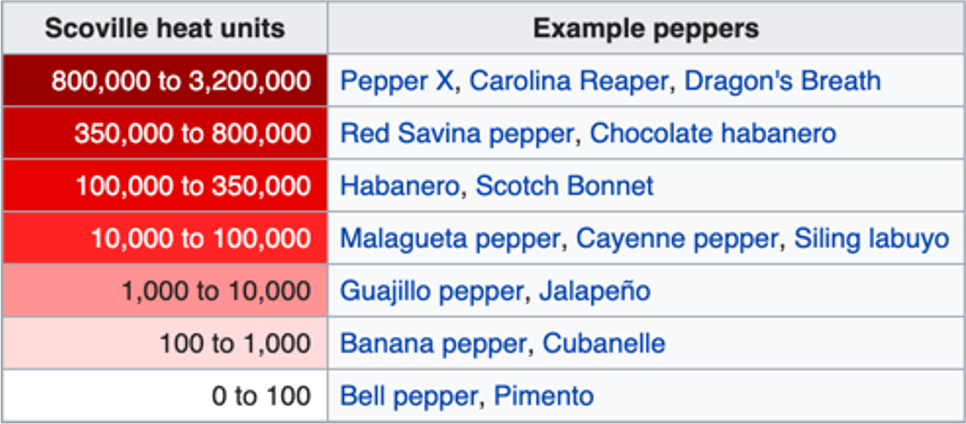 Scoville heat units Example peppers
800,000 to 3,200,000 Pepper X, Carolina Reaper, Dragon's Breath
350,000 to 800,000 Red Savina pepper, Chocolate habanero
100,000 to 350,000 Habanero, Scotch Bonnet
10,000 to 100,000 Malagueta pepper, Cayenne pepper, Siling labuyo
1,000 to 10,000 Guajillo pepper, Jalapeño
100 to 1,000 Banana pepper, Cubanelle
0 to 100 Bell pepper, Pimento